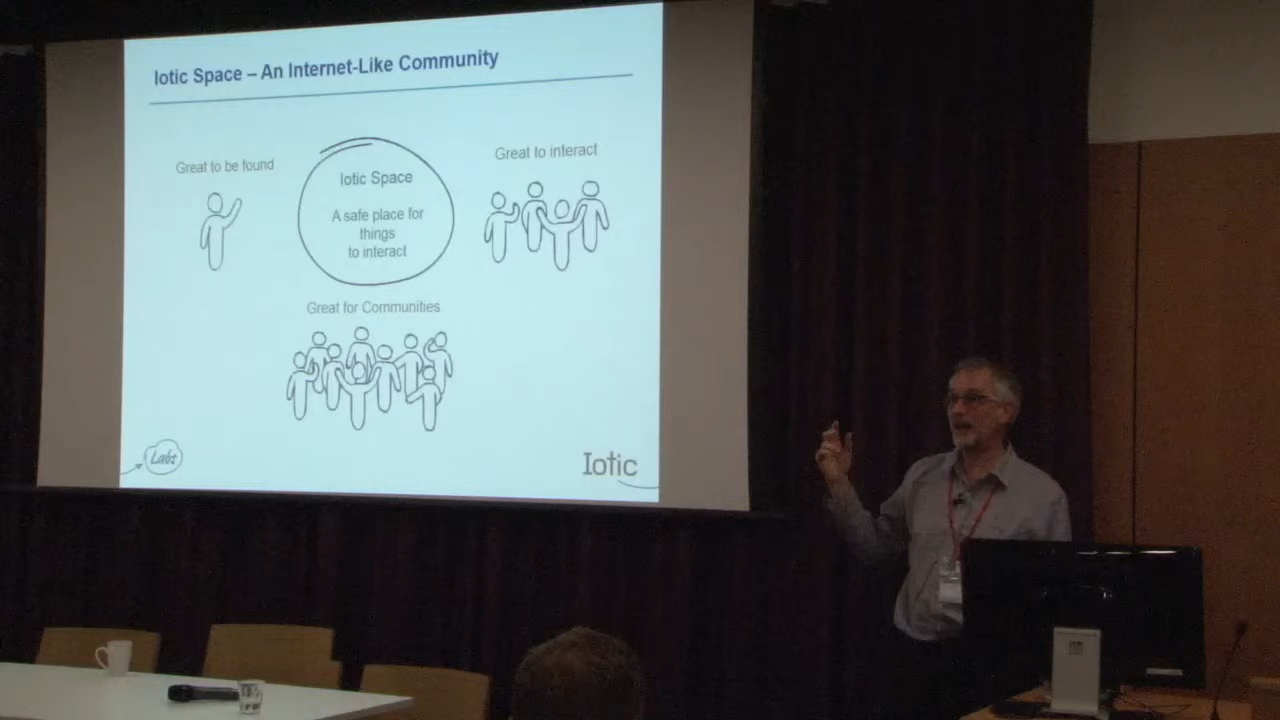 Iotic Space – An Internet-Like Community
Great to be found
Iotic Space
A safe place for
things
to interact
Great to interact
Great for Communities
Labs
Iotic